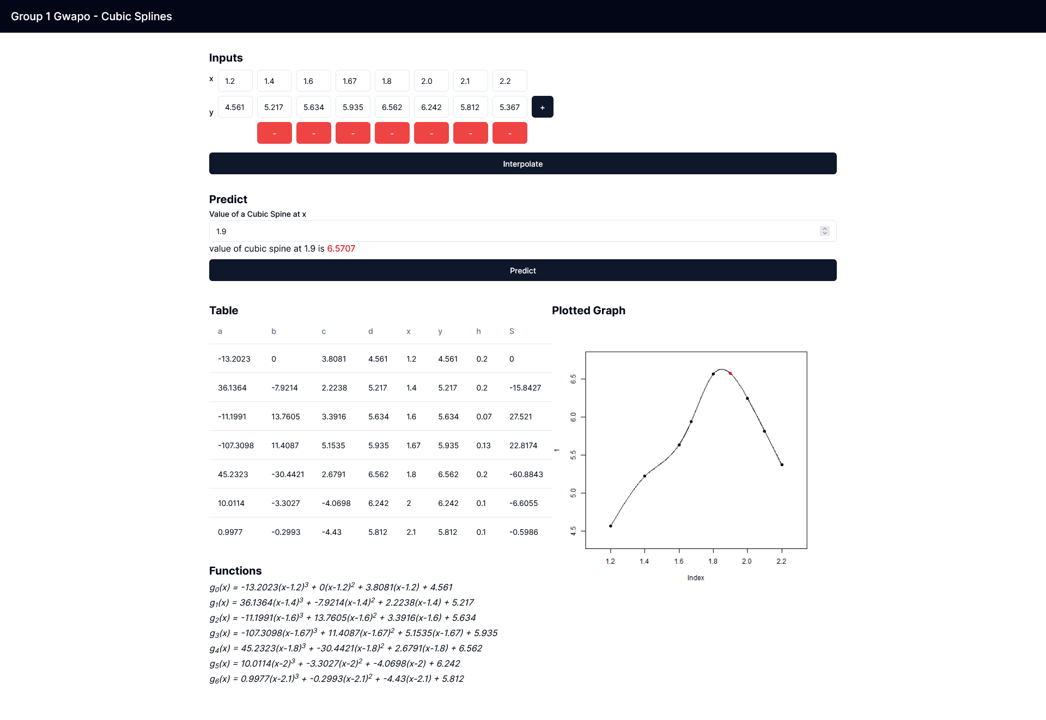 Group 1 Gwapo - Cubic Splines
Inputs
x 1.2 1.4 1.6 1.67 1.8 2.0 2.1 2.2
y 4.561 5.217 5.634 5.935 6.562 6.242 5.812 5.367 +
- - - - - - -
Interpolate
Predict
Value of a Cubic Spine at x
1.9
value of cubic spine at 1.9 is 6.5707
Predict
Table
a b c d x y h S
-13.2023 0 3.8081 4.561 1.2 4.561 0.2 0
36.1364 -7.9214 2.2238 5.217 1.4 5.217 0.2 -15.8427
-11.1991 13.7605 3.3916 5.634 1.6 5.634 0.07 27.521
-107.3098 11.4087 5.1535 5.935 1.67 5.935 0.13 22.8174
45.2323 -30.4421 2.6791 6.562 1.8 6.562 0.2 -60.8843
10.0114 -3.3027 -4.0698 6.242 2 6.242 0.1 -6.6055
0.9977 -0.2993 -4.43 5.812 2.1 5.812 0.1 -0.5986
Plotted Graph
6.5
6.0
5.5
5.0
4.5
1.2 1.4 1.6 1.8 2.0 2.2
Index
Functions
g₀(x) = -13.2023(x-1.2)³ + 0(x-1.2)² + 3.8081(x-1.2) + 4.561
g₁(x) = 36.1364(x-1.4)³ + -7.9214(x-1.4)² + 2.2238(x-1.4) + 5.217
g₂(x) = -11.1991(x-1.6)³ + 13.7605(x-1.6)² + 3.3916(x-1.6) + 5.634
g₃(x) = -107.3098(x-1.67)³ + 11.4087(x-1.67)² + 5.1535(x-1.67) + 5.935
g₄(x) = 45.2323(x-1.8)³ + -30.4421(x-1.8)² + 2.6791(x-1.8) + 6.562
g₅(x) = 10.0114(x-2)³ + -3.3027(x-2)² + -4.0698(x-2) + 6.242
g₆(x) = 0.9977(x-2.1)³ + -0.2993(x-2.1)² + -4.43(x-2.1) + 5.812